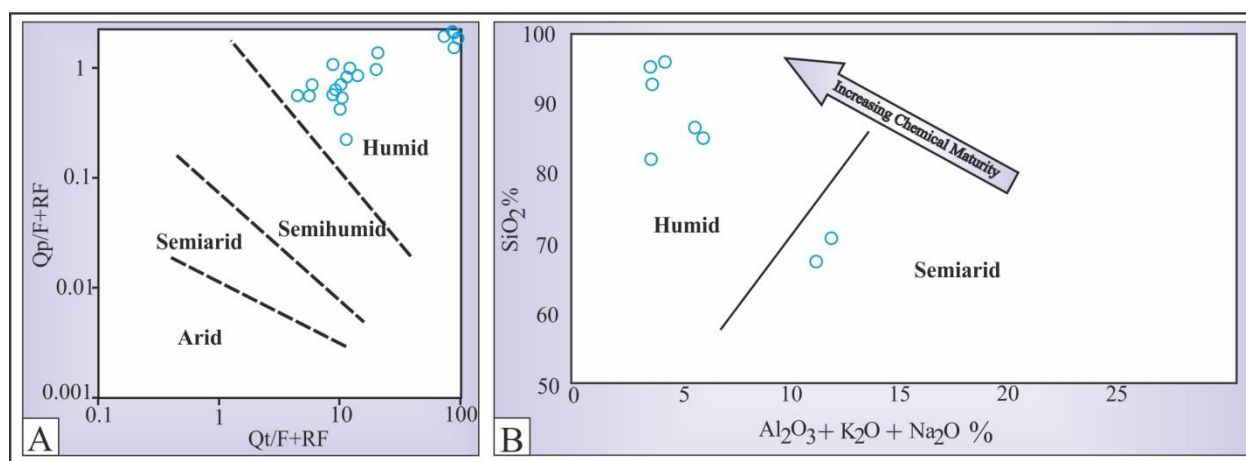 Qp/F+RF
1
0.1
0.01
0.001
0.1
1
10
100
Qt/F+RF
Humid
Semihumid
Semiarid
Arid
A
SiO2%
100
90
80
70
60
50
0
5
10
15
20
25
Al2O3+ K2O + Na2O %
Increasing Chemical Maturity
Humid
Semiarid
B